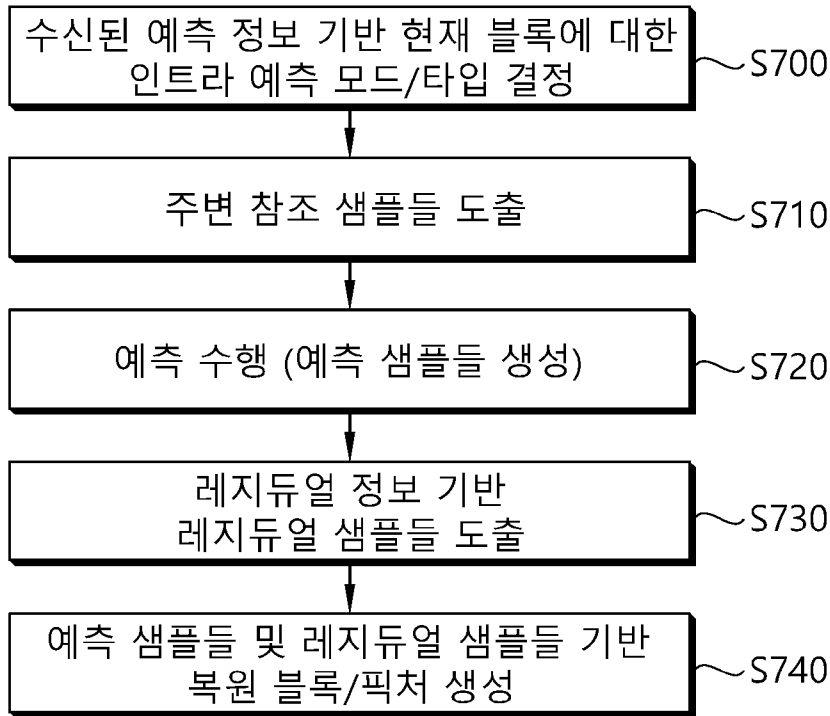 수신된 예측 정보 기반 현재 블록에 대한
인트라 예측 모드/타입 결정
S700
주변 참조 샘플들 도출
S710
예측 수행 (예측 샘플들 생성)
S720
레지듀얼 정보 기반
레지듀얼 샘플들 도출
S730
예측 샘플들 및 레지듀얼 샘플들 기반
복원 블록/픽처 생성
S740